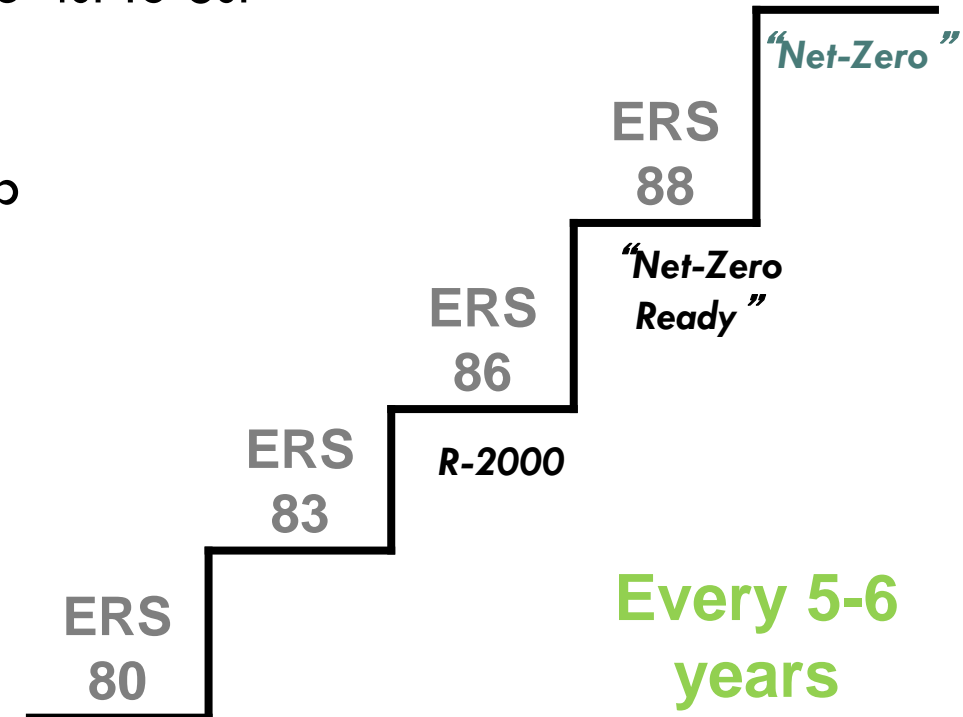 “Net-Zero”
ERS
88
“Net-Zero
Ready”
ERS
86
R-2000
ERS
83
ERS
80
Every 5-6
years